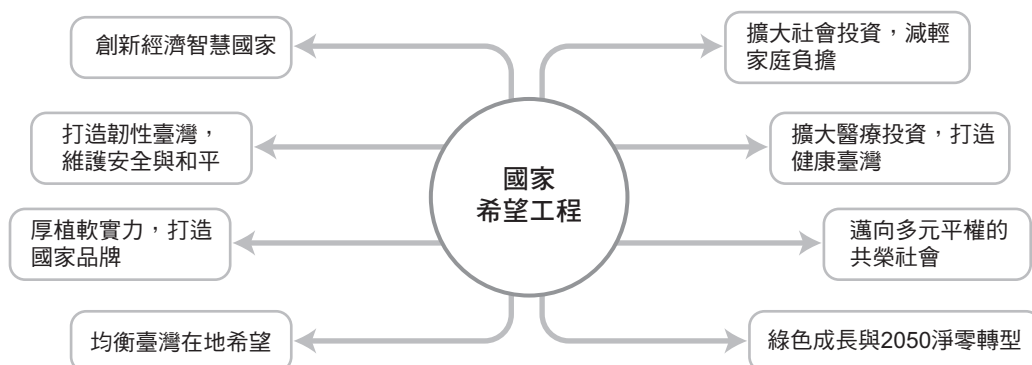 創新經濟智慧國家
擴大社會投資，減輕
家庭負擔
打造韌性臺灣，
維護安全與和平
擴大醫療投資，打造
健康臺灣
國家
希望工程
厚植軟實力，打造
國家品牌
邁向多元平權的
共榮社會
均衡臺灣在地希望
綠色成長與2050淨零轉型